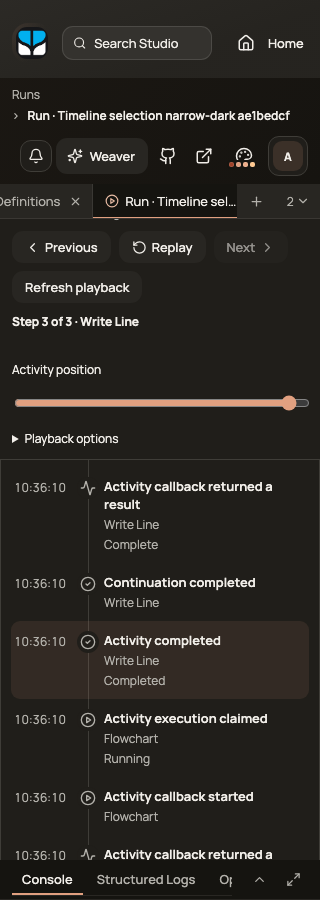 Search Studio
Home
Runs
Run · Timeline selection narrow-dark ae1bedcf
Weaver
A
Definitions
Run · Timeline sel...
2
Previous
Replay
Next
Refresh playback
Step 3 of 3 · Write Line
Activity position
Playback options
10:36:10 Activity callback returned a
result
Write Line
Complete
10:36:10 Continuation completed
Write Line
10:36:10 Activity completed
Write Line
Completed
10:36:10 Activity execution claimed
Flowchart
Running
10:36:10 Activity callback started
Flowchart
10:36:10 Activity callback returned a
Console
Structured Logs